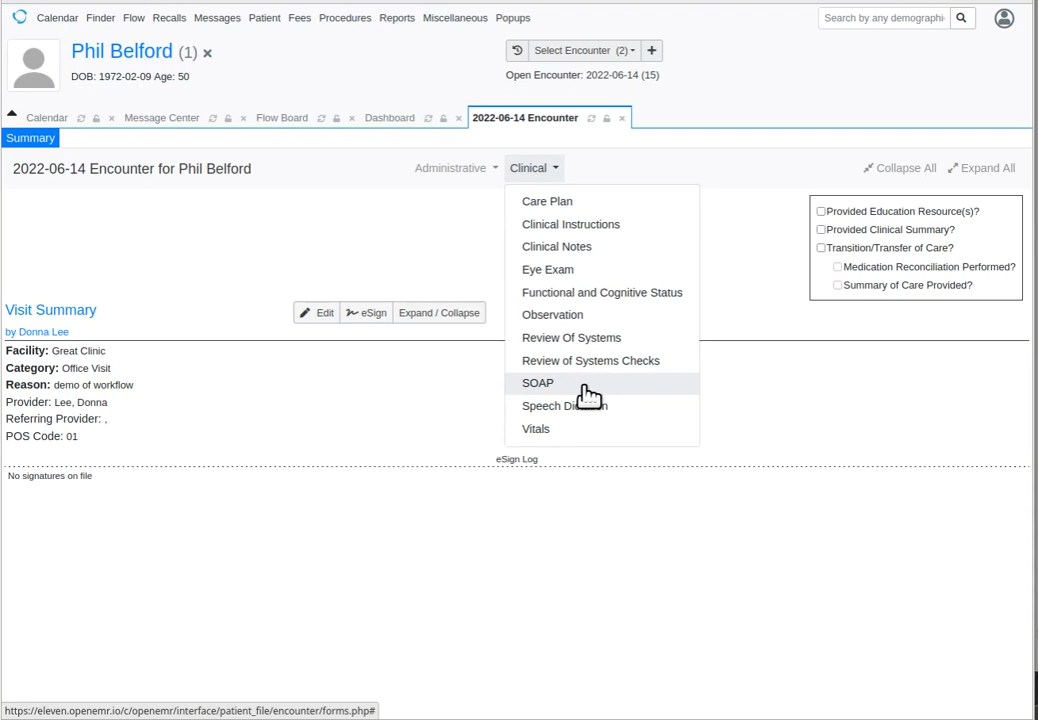 Calendar Finder Flow Recalls Messages Patient Fees Procedures Reports Miscellaneous Popups
Search by any demographi
Phil Belford (1)
DOB: 1972-02-09 Age: 50
Select Encounter (2)
Open Encounter: 2022-06-14 (15)
Calendar Message Center Flow Board Dashboard 2022-06-14 Encounter
Summary
2022-06-14 Encounter for Phil Belford Administrative Clinical Collapse All Expand All
Care Plan
Clinical Instructions
Clinical Notes
Eye Exam
Functional and Cognitive Status
Observation
Review Of Systems
Review of Systems Checks
SOAP
Speech
Vitals
Provided Education Resource(s)?
Provided Clinical Summary?
Transition/Transfer of Care?
Medication Reconciliation Performed?
Summary of Care Provided?
Visit Summary
Edit eSign Expand / Collapse
by Donna Lee
Facility: Great Clinic
Category: Office Visit
Reason: demo of workflow
Provider: Lee, Donna
Referring Provider: ,
POS Code: 01
eSign Log
No signatures on file
https://eleven.openemr.io/c/openemr/interface/patient_file/encounter/forms.php#